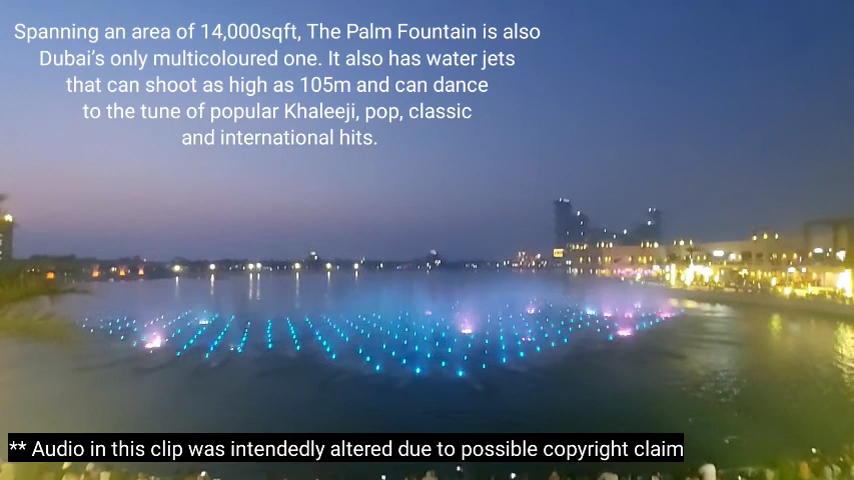 Spanning an area of 14,000sqft, The Palm Fountain is also
Dubai’s only multicoloured one. It also has water jets
that can shoot as high as 105m and can dance
to the tune of popular Khaleeji, pop, classic
and international hits.
** Audio in this clip was intendedly altered due to possible copyright claim